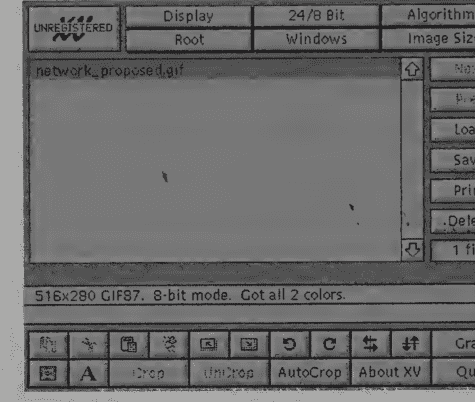 UNREGISTERED
Display
24/8 Bit
Algorithm
Root
Windows
Image Siz
network_proposed.gif
Loa
Sav
Pri
Dele
1 fi
516x280 GIF87. 8-bit mode. Got all 2 colors.
Gra
A
Crop
UnCrop
AutoCrop
About XV
Qu